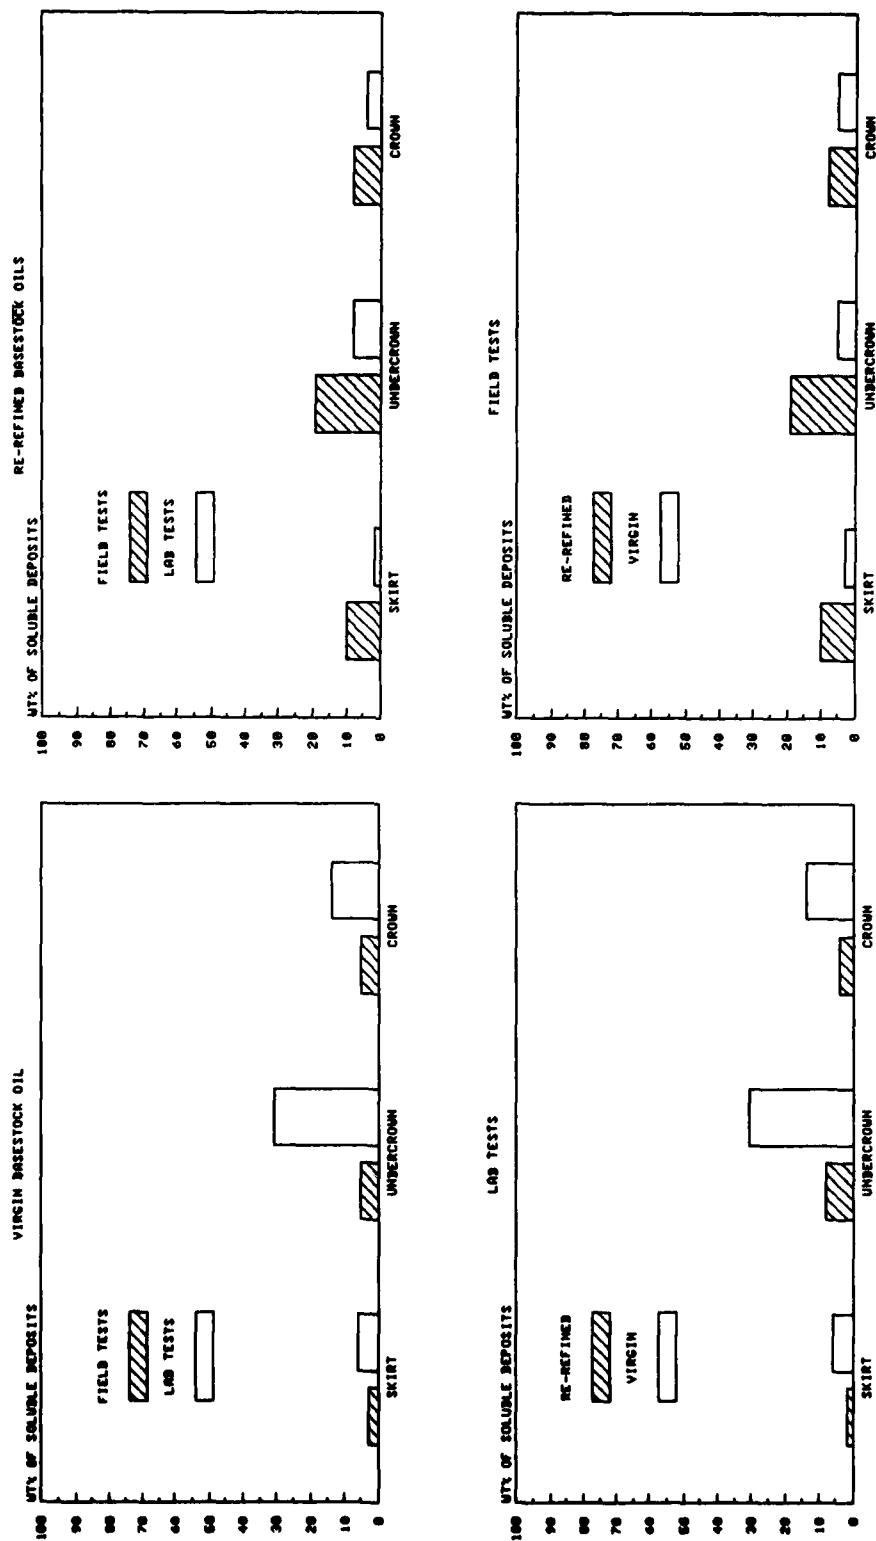 VIRGIN BASESTOCK OIL
WT% OF SOLUBLE DEPOSITS
100
90
80
70
60
50
40
30
20
10
0
FIELD TESTS
LAB TESTS
SKIRT
UNDERCROWN
CROWN
RE-REFINED BASESTOCK OILS
WT% OF SOLUBLE DEPOSITS
100
90
80
70
60
50
40
30
20
10
0
FIELD TESTS
LAB TESTS
SKIRT
UNDERCROWN
CROWN
LAB TESTS
WT% OF SOLUBLE DEPOSITS
100
90
80
70
60
50
40
30
20
10
0
RE-REFINED
VIRGIN
SKIRT
UNDERCROWN
CROWN
FIELD TESTS
WT% OF SOLUBLE DEPOSITS
100
90
80
70
60
50
40
30
20
10
0
RE-REFINED
VIRGIN
SKIRT
UNDERCROWN
CROWN